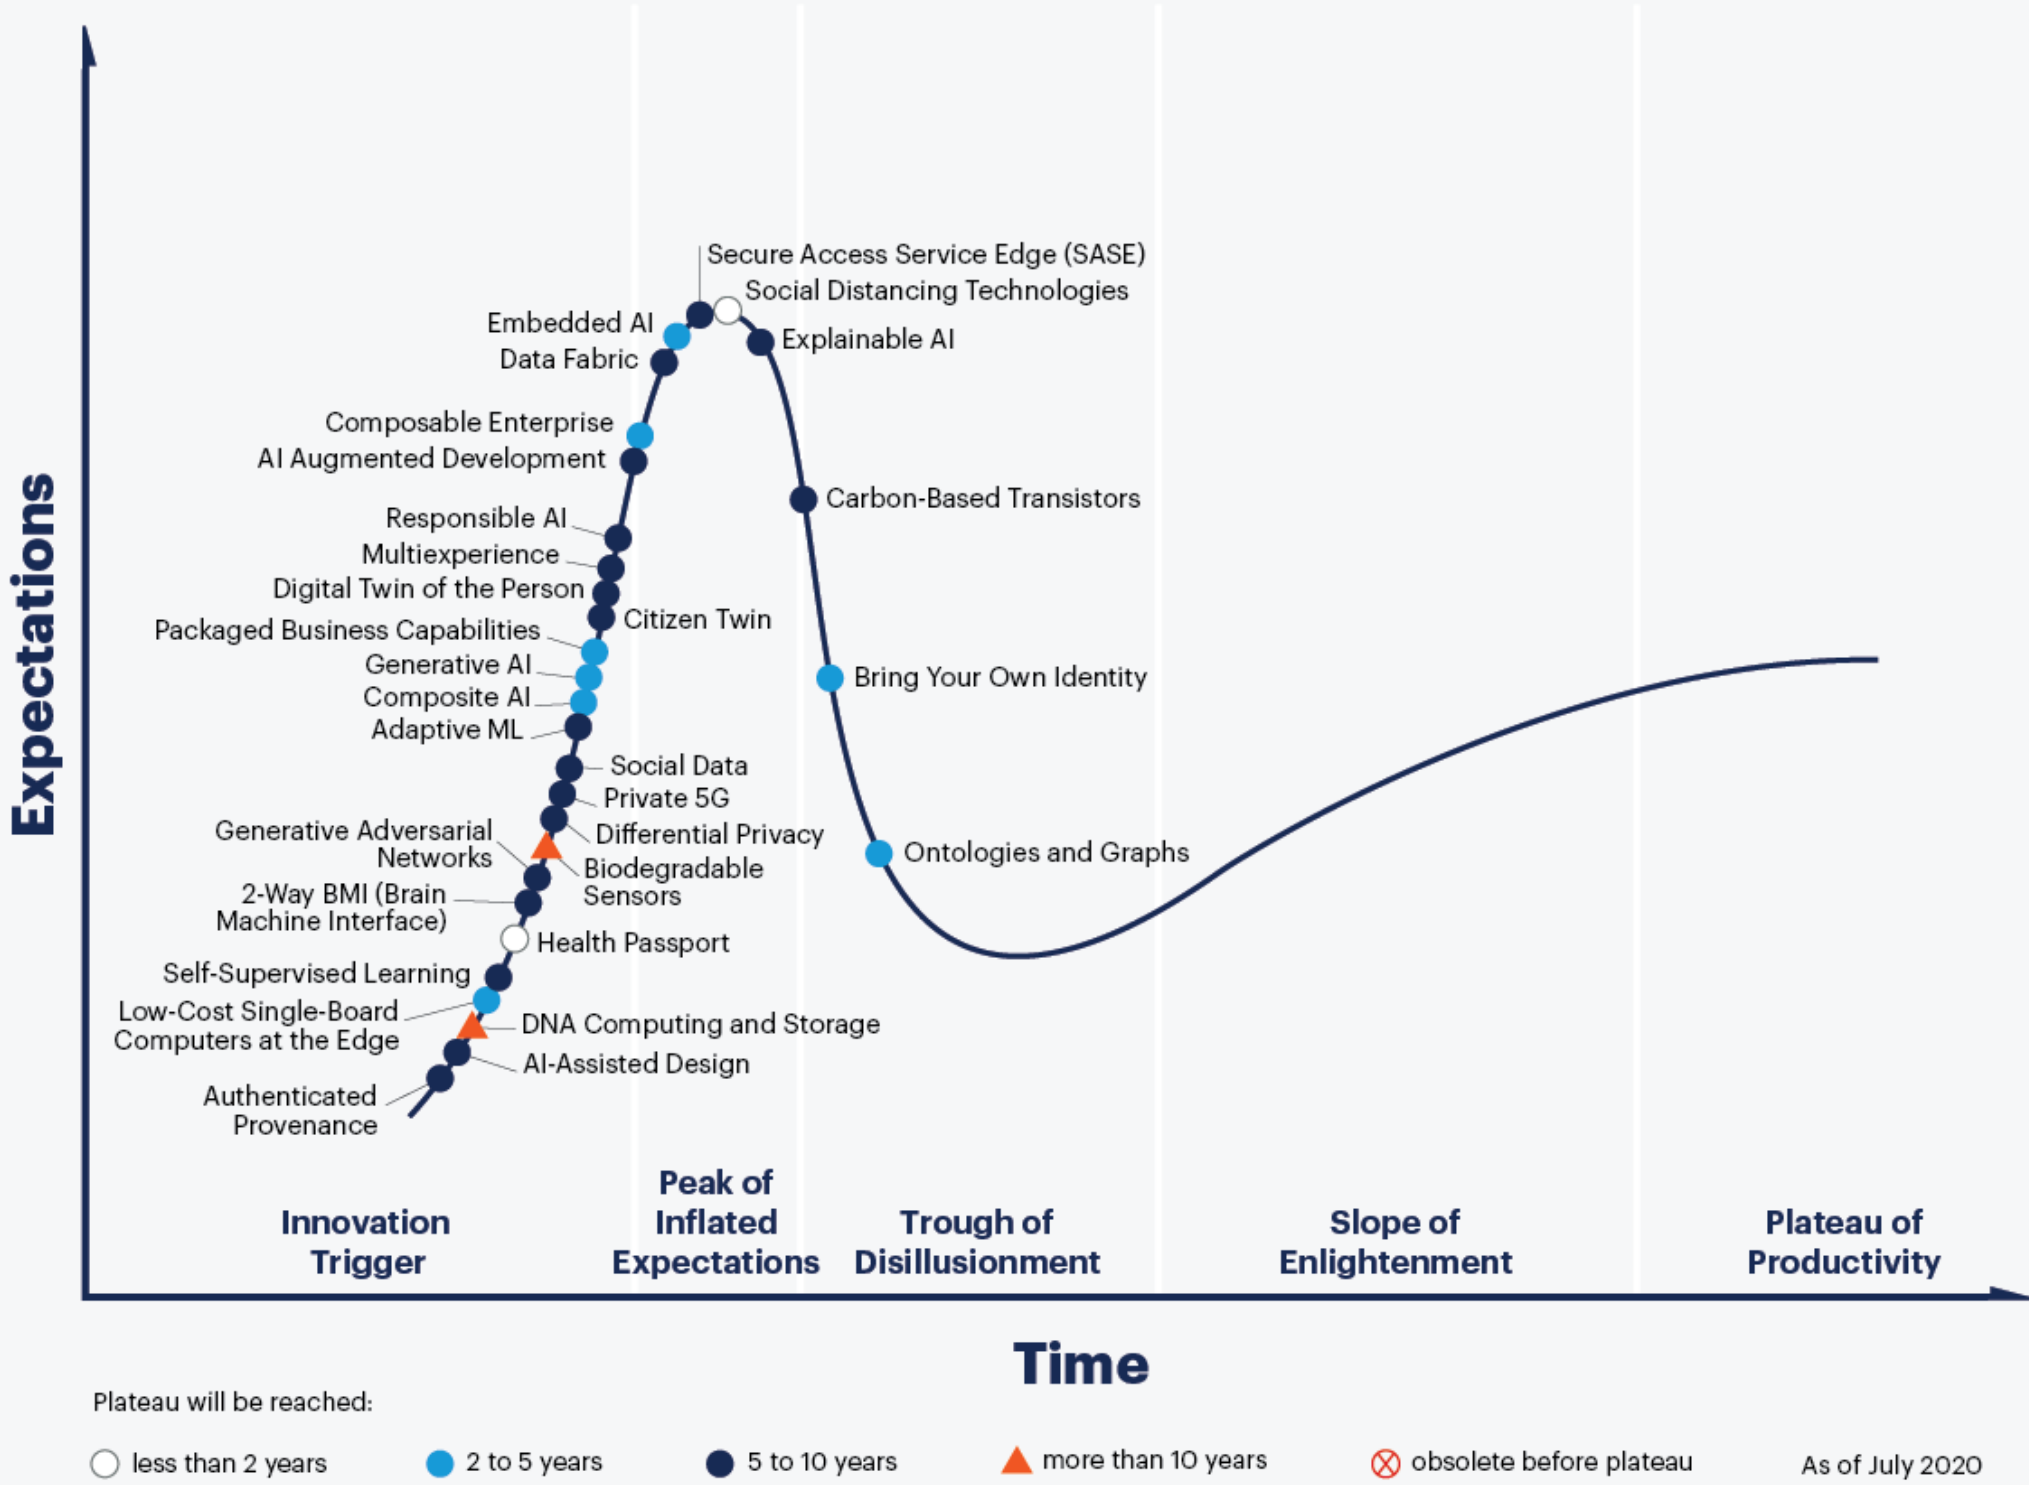 Expectations
Secure Access Service Edge (SASE)
Social Distancing Technologies
Embedded AI
Explainable AI
Data Fabric
Composable Enterprise
AI Augmented Development
Carbon-Based Transistors
Responsible AI
Multiexperience
Digital Twin of the Person
Citizen Twin
Packaged Business Capabilities
Generative AI
Bring Your Own Identity
Composite AI
Adaptive ML
Social Data
Private 5G
Generative Adversarial
Networks
Differential Privacy
Ontologies and Graphs
Biodegradable
Sensors
2-Way BMI (Brain
Machine Interface)
Health Passport
Self-Supervised Learning
Low-Cost Single-Board
Computers at the Edge
DNA Computing and Storage
AI-Assisted Design
Authenticated
Provenance
Innovation
Trigger
Peak of
Inflated
Expectations
Trough of
Disillusionment
Slope of
Enlightenment
Plateau of
Productivity
Time
Plateau will be reached:
less than 2 years
2 to 5 years
5 to 10 years
more than 10 years
obsolete before plateau
As of July 2020